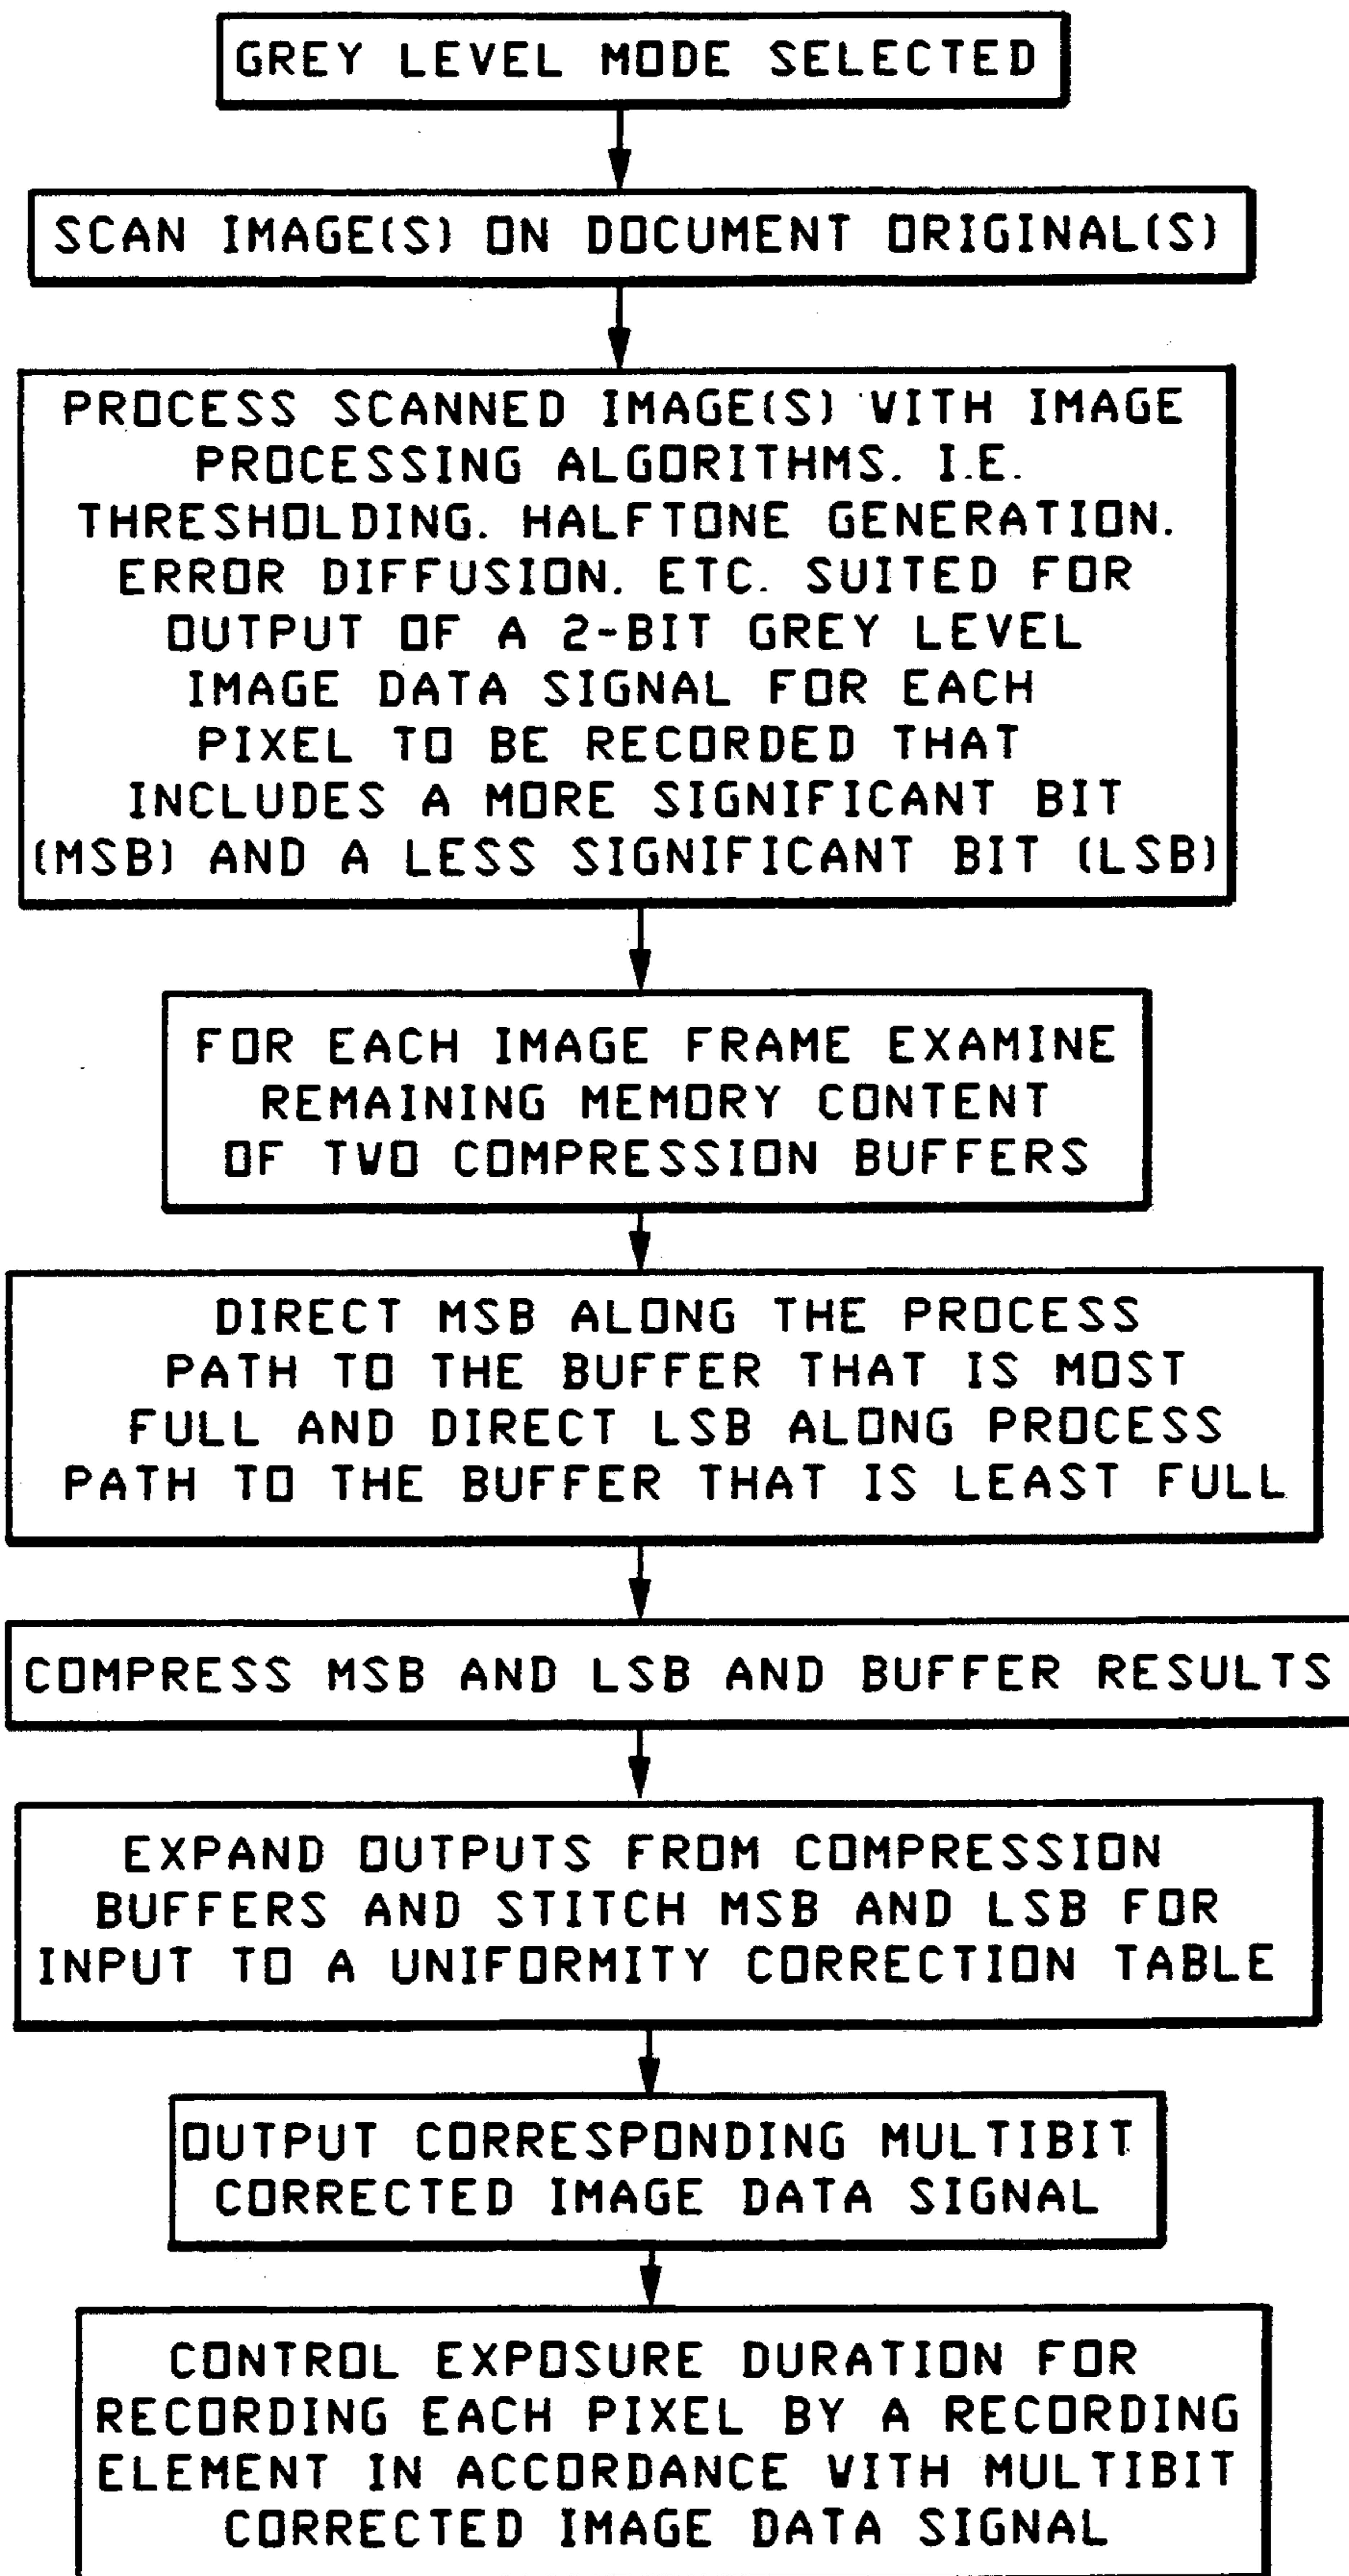 GREY LEVEL MODE SELECTED
SCAN IMAGE(S) ON DOCUMENT ORIGINAL(S)
PROCESS SCANNED IMAGE(S) WITH IMAGE
PROCESSING ALGORITHMS. I.E.
THRESHOLDING. HALFTONE GENERATION.
ERROR DIFFUSION. ETC. SUITED FOR
OUTPUT OF A 2-BIT GREY LEVEL
IMAGE DATA SIGNAL FOR EACH
PIXEL TO BE RECORDED THAT
INCLUDES A MORE SIGNIFICANT BIT
(MSB) AND A LESS SIGNIFICANT BIT (LSB)
FOR EACH IMAGE FRAME EXAMINE
REMAINING MEMORY CONTENT
OF TWO COMPRESSION BUFFERS
DIRECT MSB ALONG THE PROCESS
PATH TO THE BUFFER THAT IS MOST
FULL AND DIRECT LSB ALONG PROCESS
PATH TO THE BUFFER THAT IS LEAST FULL
COMPRESS MSB AND LSB AND BUFFER RESULTS
EXPAND OUTPUTS FROM COMPRESSION
BUFFERS AND STITCH MSB AND LSB FOR
INPUT TO A UNIFORMITY CORRECTION TABLE
OUTPUT CORRESPONDING MULTIBIT
CORRECTED IMAGE DATA SIGNAL
CONTROL EXPOSURE DURATION FOR
RECORDING EACH PIXEL BY A RECORDING
ELEMENT IN ACCORDANCE WITH MULTIBIT
CORRECTED IMAGE DATA SIGNAL